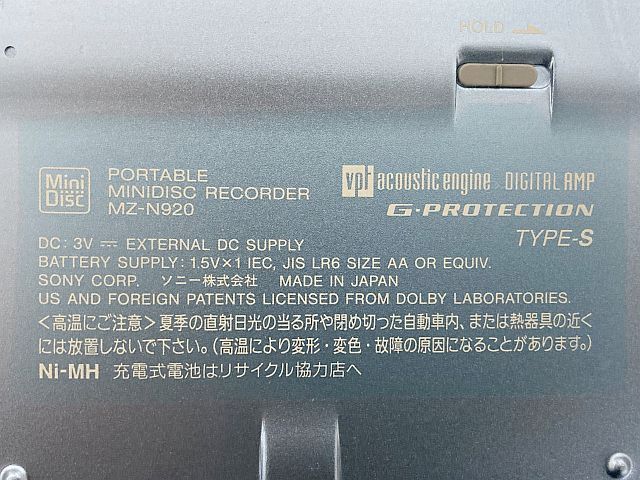 HOLD
Mini Disc
PORTABLE
MINIDISC RECORDER
MZ-N920
vpt acoustic engine DIGITAL AMP
G-PROTECTION
TYPE-S
DC: 3V ⎓ EXTERNAL DC SUPPLY
BATTERY SUPPLY: 1.5V×1 IEC, JIS LR6 SIZE AA OR EQUIV.
SONY CORP. ソニー株式会社 MADE IN JAPAN
US AND FOREIGN PATENTS LICENSED FROM DOLBY LABORATORIES.
<高温にご注意>夏季の直射日光の当る所や閉め切った自動車内、または熱器具の近く
には放置しないで下さい。(高温により変形・変色・故障の原因になることがあります。)
Ni-MH 充電式電池はリサイクル協力店へ